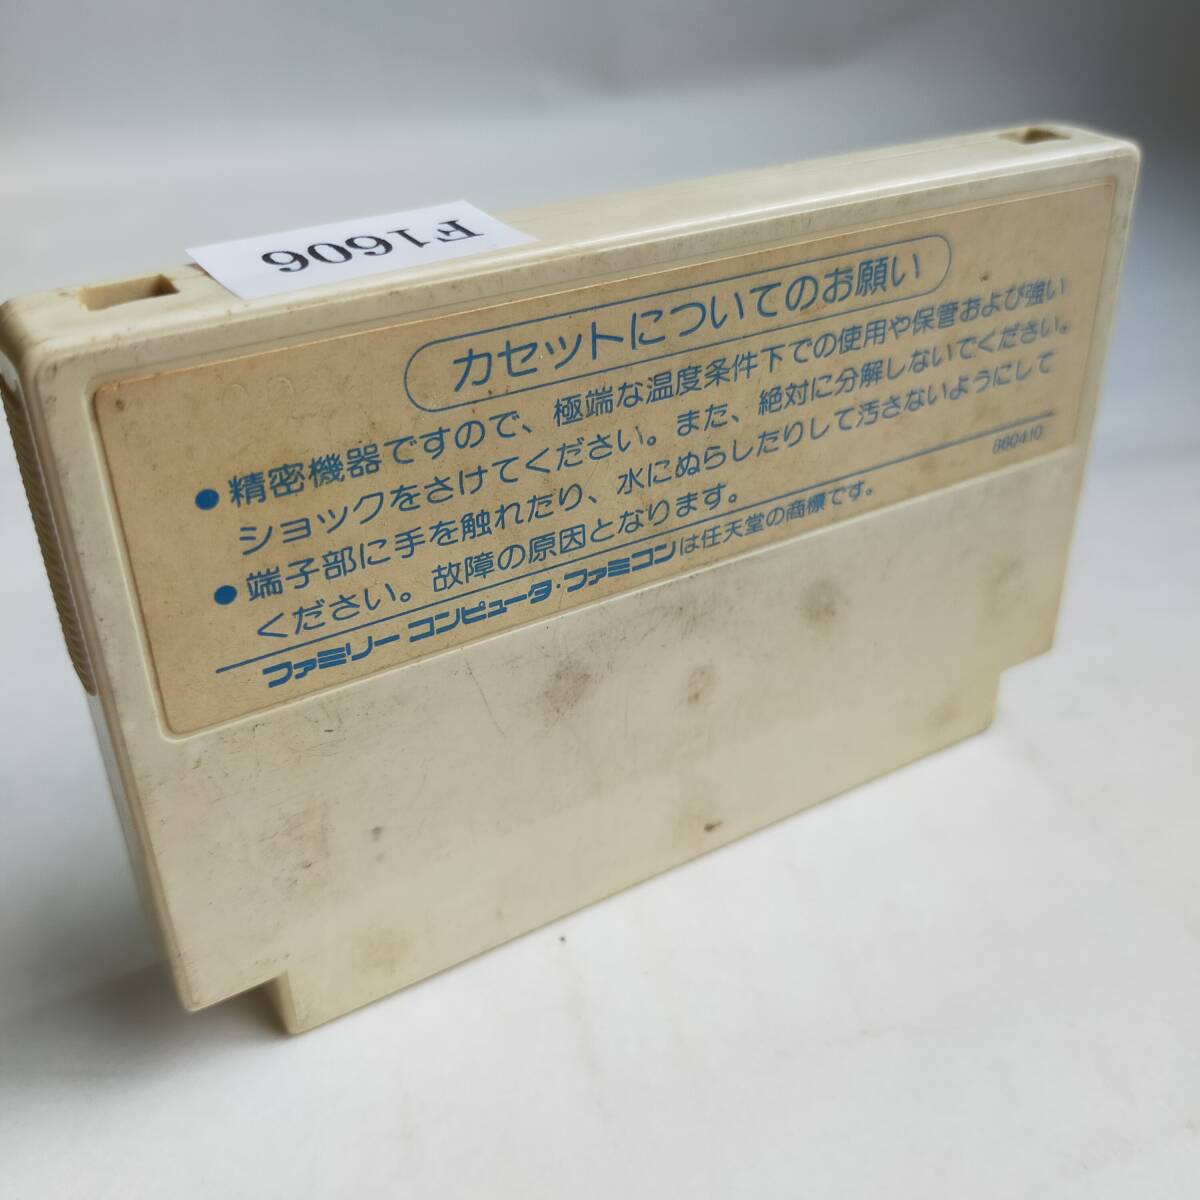 F1606
カセットについてのお願い
●精密機器ですので、極端な温度条件下での使用や保管および強い
ショックをさけてください。また、絶対に分解しないでください。
●端子部に手を触れたり、水にぬらしたりして汚さないようにして
ください。故障の原因となります。
860410
ファミリー コンピュータ・ファミコンは任天堂の商標です。